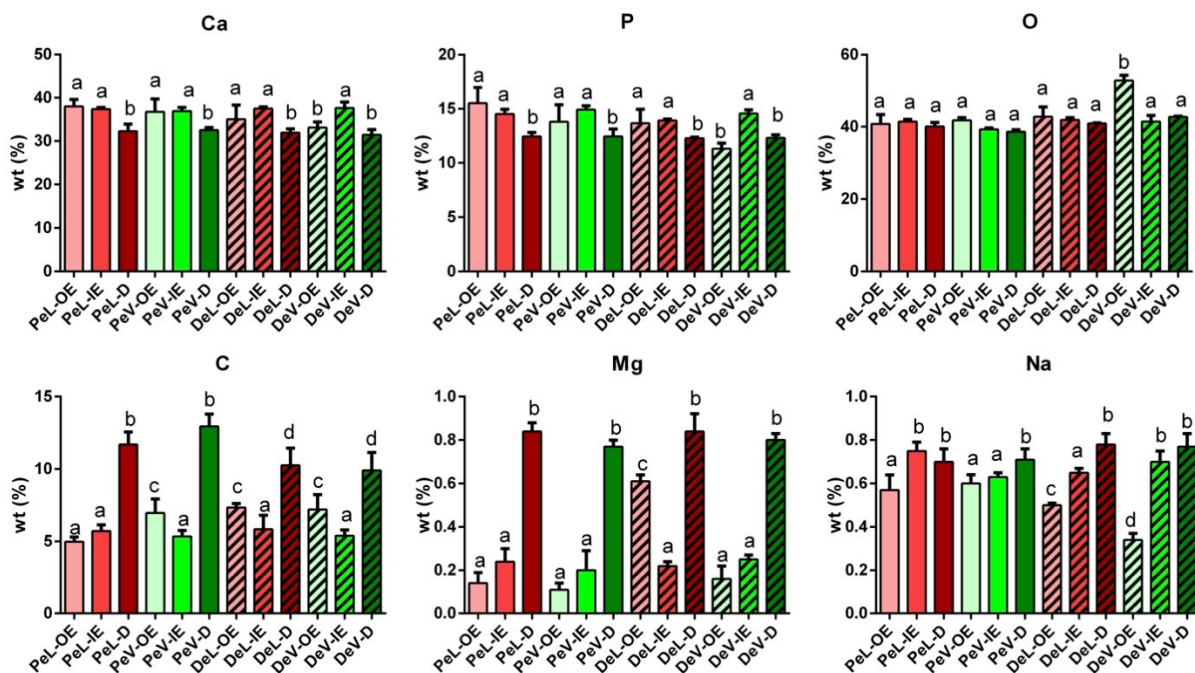 Ca
wt (%)
50
40
30
20
10
0
a a b a a b a a b b a b
PeL-OE PeL-IE PeL-D PeV-OE PeV-IE PeV-D DeL-OE DeL-IE DeL-D DeV-OE DeV-IE DeV-D
P
wt (%)
20
15
10
5
0
a a b a a b a a b b a b
PeL-OE PeL-IE PeL-D PeV-OE PeV-IE PeV-D DeL-OE DeL-IE DeL-D DeV-OE DeV-IE DeV-D
O
wt (%)
60
40
20
0
a a a a a a a a a b a a
PeL-OE PeL-IE PeL-D PeV-OE PeV-IE PeV-D DeL-OE DeL-IE DeL-D DeV-OE DeV-IE DeV-D
C
wt (%)
15
10
5
0
a a b c a b c a d c a d
PeL-OE PeL-IE PeL-D PeV-OE PeV-IE PeV-D DeL-OE DeL-IE DeL-D DeV-OE DeV-IE DeV-D
Mg
wt (%)
1.0
0.8
0.6
0.4
0.2
0.0
a a b a a b c a b a a b
PeL-OE PeL-IE PeL-D PeV-OE PeV-IE PeV-D DeL-OE DeL-IE DeL-D DeV-OE DeV-IE DeV-D
Na
wt (%)
1.0
0.8
0.6
0.4
0.2
0.0
a b b a a b c a b d b b
PeL-OE PeL-IE PeL-D PeV-OE PeV-IE PeV-D DeL-OE DeL-IE DeL-D DeV-OE DeV-IE DeV-D